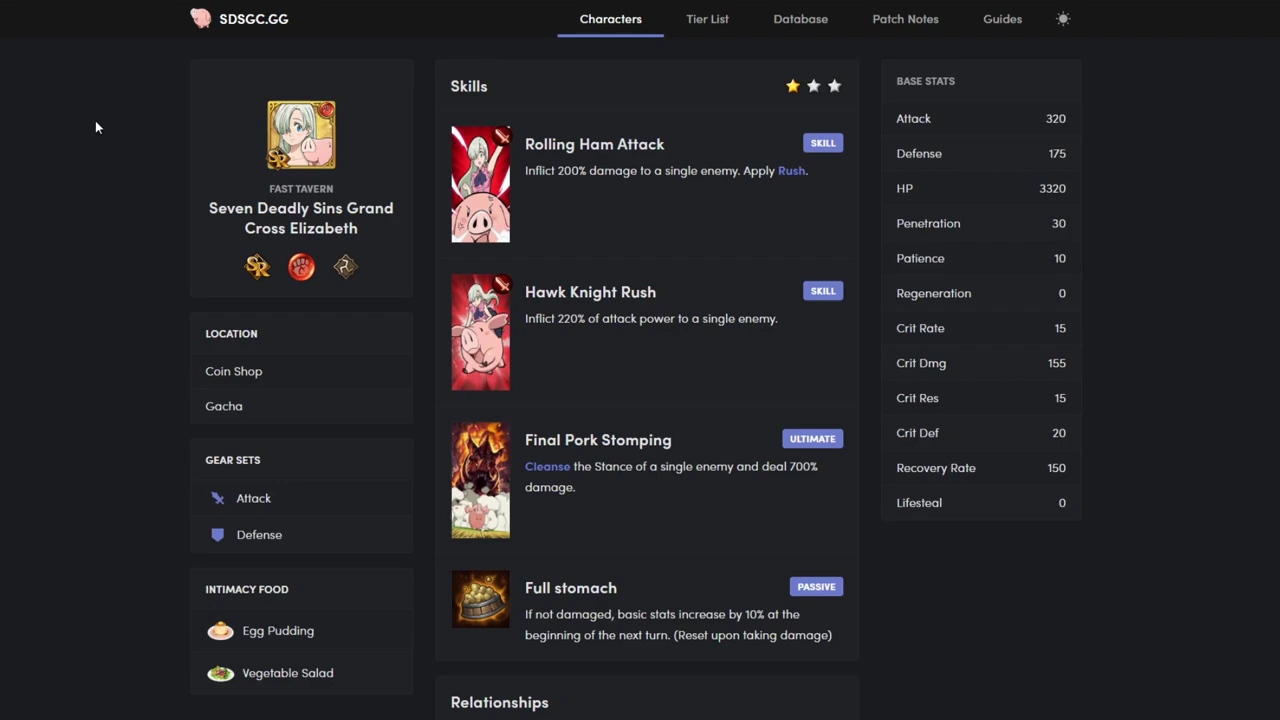 SDSGC.GG
Characters
Tier List
Database
Patch Notes
Guides
SR
FAST TAVERN
Seven Deadly Sins Grand
Cross Elizabeth
SR
LOCATION
Coin Shop
Gacha
GEAR SETS
Attack
Defense
INTIMACY FOOD
Egg Pudding
Vegetable Salad
Skills
Rolling Ham Attack
SKILL
Inflict 200% damage to a single enemy. Apply Rush.
Hawk Knight Rush
SKILL
Inflict 220% of attack power to a single enemy.
Final Pork Stomping
ULTIMATE
Cleanse the Stance of a single enemy and deal 700%
damage.
Full stomach
PASSIVE
If not damaged, basic stats increase by 10% at the
beginning of the next turn. (Reset upon taking damage)
Relationships
BASE STATS
Attack 320
Defense 175
HP 3320
Penetration 30
Patience 10
Regeneration 0
Crit Rate 15
Crit Dmg 155
Crit Res 15
Crit Def 20
Recovery Rate 150
Lifesteal 0